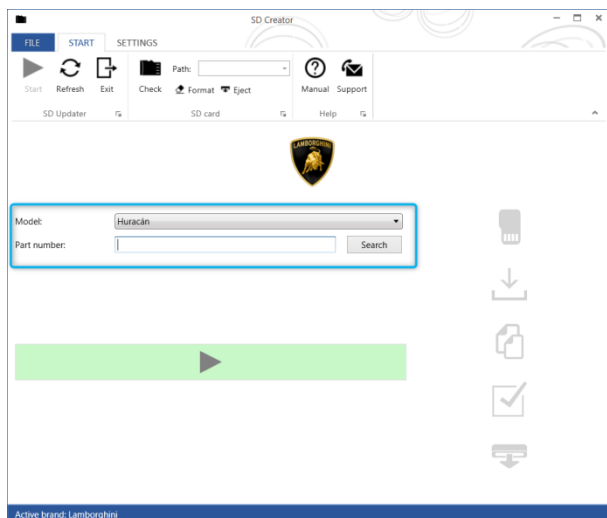 SD Creator
FILE START SETTINGS
Path:
Start Refresh Exit Check Format Eject Manual Support
SD Updater SD card Help
LAMBORGHINI
Model: Huracán
Part number: Search
Active brand: Lamborghini